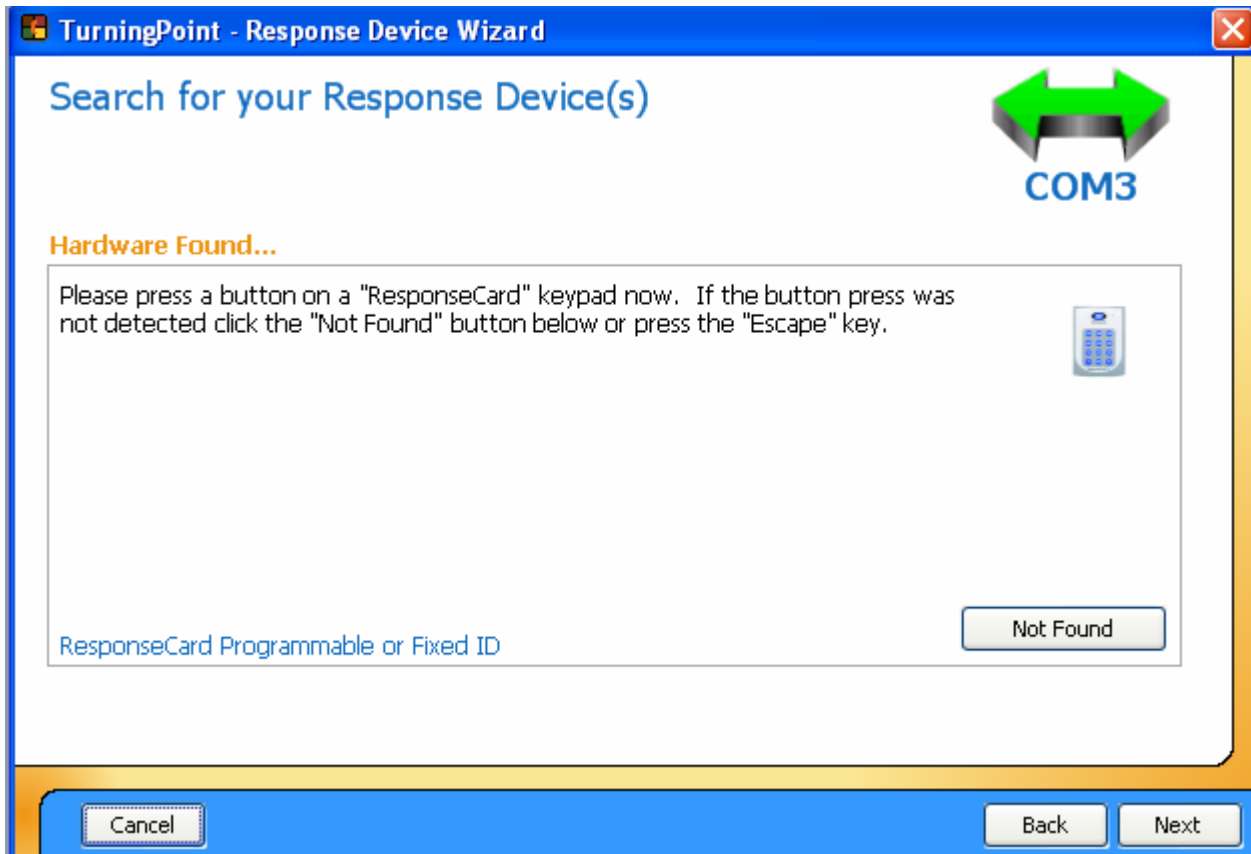 TurningPoint - Response Device Wizard
Search for your Response Device(s)
COM3
Hardware Found...
Please press a button on a "ResponseCard" keypad now.  If the button press was
not detected click the "Not Found" button below or press the "Escape" key.
Not Found
ResponseCard Programmable or Fixed ID
Cancel
Back
Next